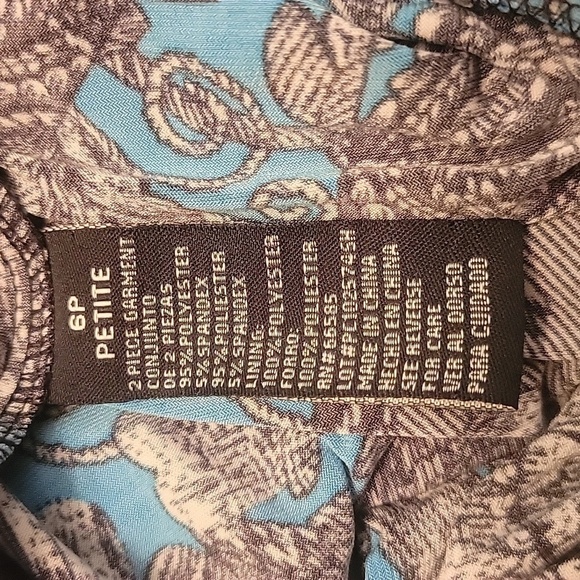 6P
PETITE
2 PIECE GARMENT
CONJUNTO
DE 2 PIEZAS
95% POLYESTER
5% SPANDEX
95% POLIESTER
5% SPANDEX
LINING:
100% POLYESTER
FORRO:
100% POLIESTER
RN# 69585
MADE IN CHINA
HECHO EN CHINA
SEE REVERSE
FOR CARE
VER AL DORSO
PARA CUIDADO